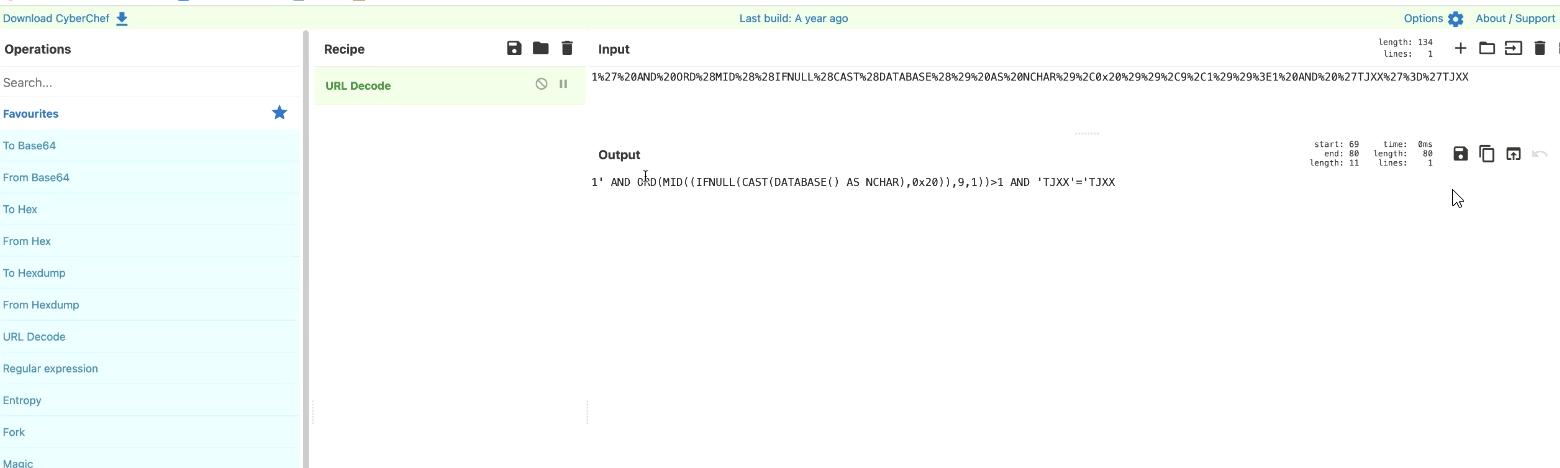 Download CyberChef
Last build: A year ago
Options
About / Support
Operations
Recipe
Input
length: 134
lines: 1
Search...
URL Decode
1%27%20AND%20ORD%28MID%28%28IFNULL%28CAST%28DATABASE%28%29%20AS%20NCHAR%29%2C0x20%29%29%2C9%2C1%29%29%3E1%20AND%20%27TJXX%27%3D%27TJXX
Favourites
To Base64
From Base64
To Hex
From Hex
To Hexdump
From Hexdump
URL Decode
Regular expression
Entropy
Fork
Magic
Output
start: 69 time: 0ms
end: 80 length: 80
length: 11 lines: 1
1' AND ORD(MID((IFNULL(CAST(DATABASE() AS NCHAR),0x20)),9,1))>1 AND 'TJXX'='TJXX